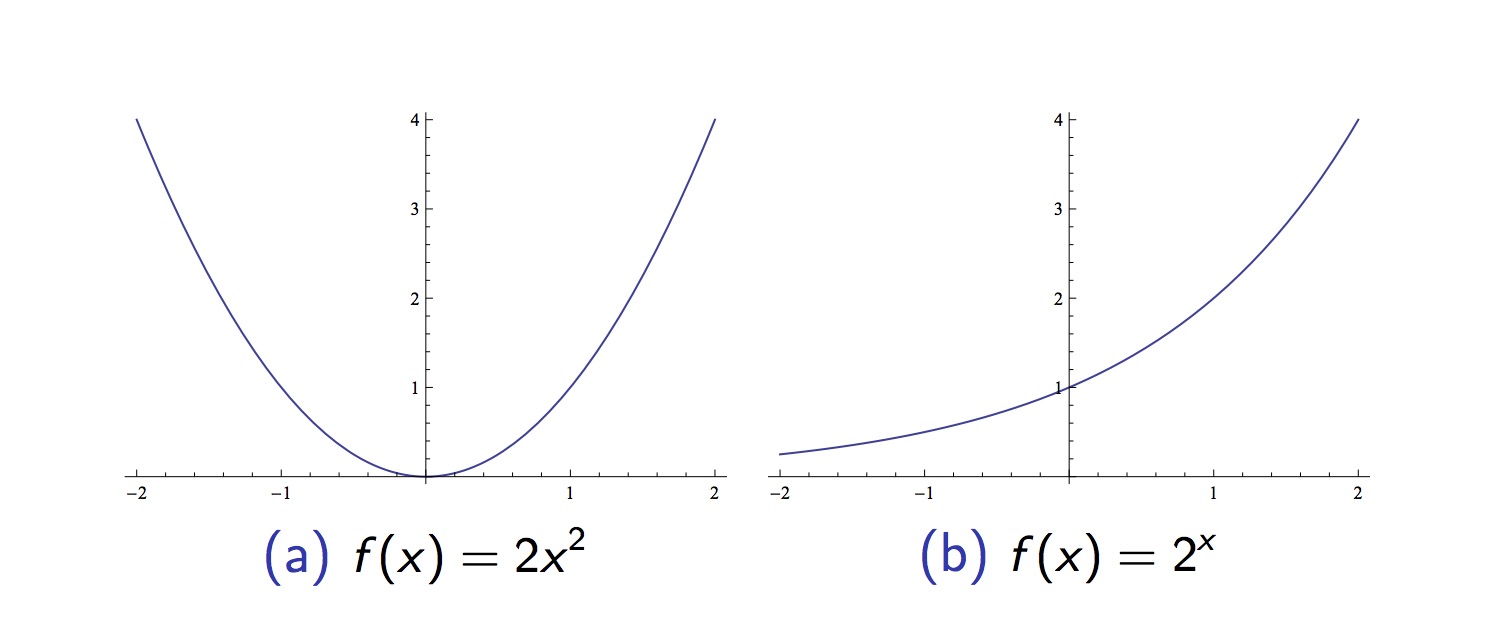 4 4
3 3
2 2
1 1
−2 −1 1 2 −2 −1 1 2
(a) f(x) = 2x² (b) f(x) = 2ˣ